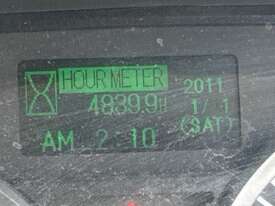 HOUR METER
2011
4839.9H
1/ 1
AM 2:10
(SAT)